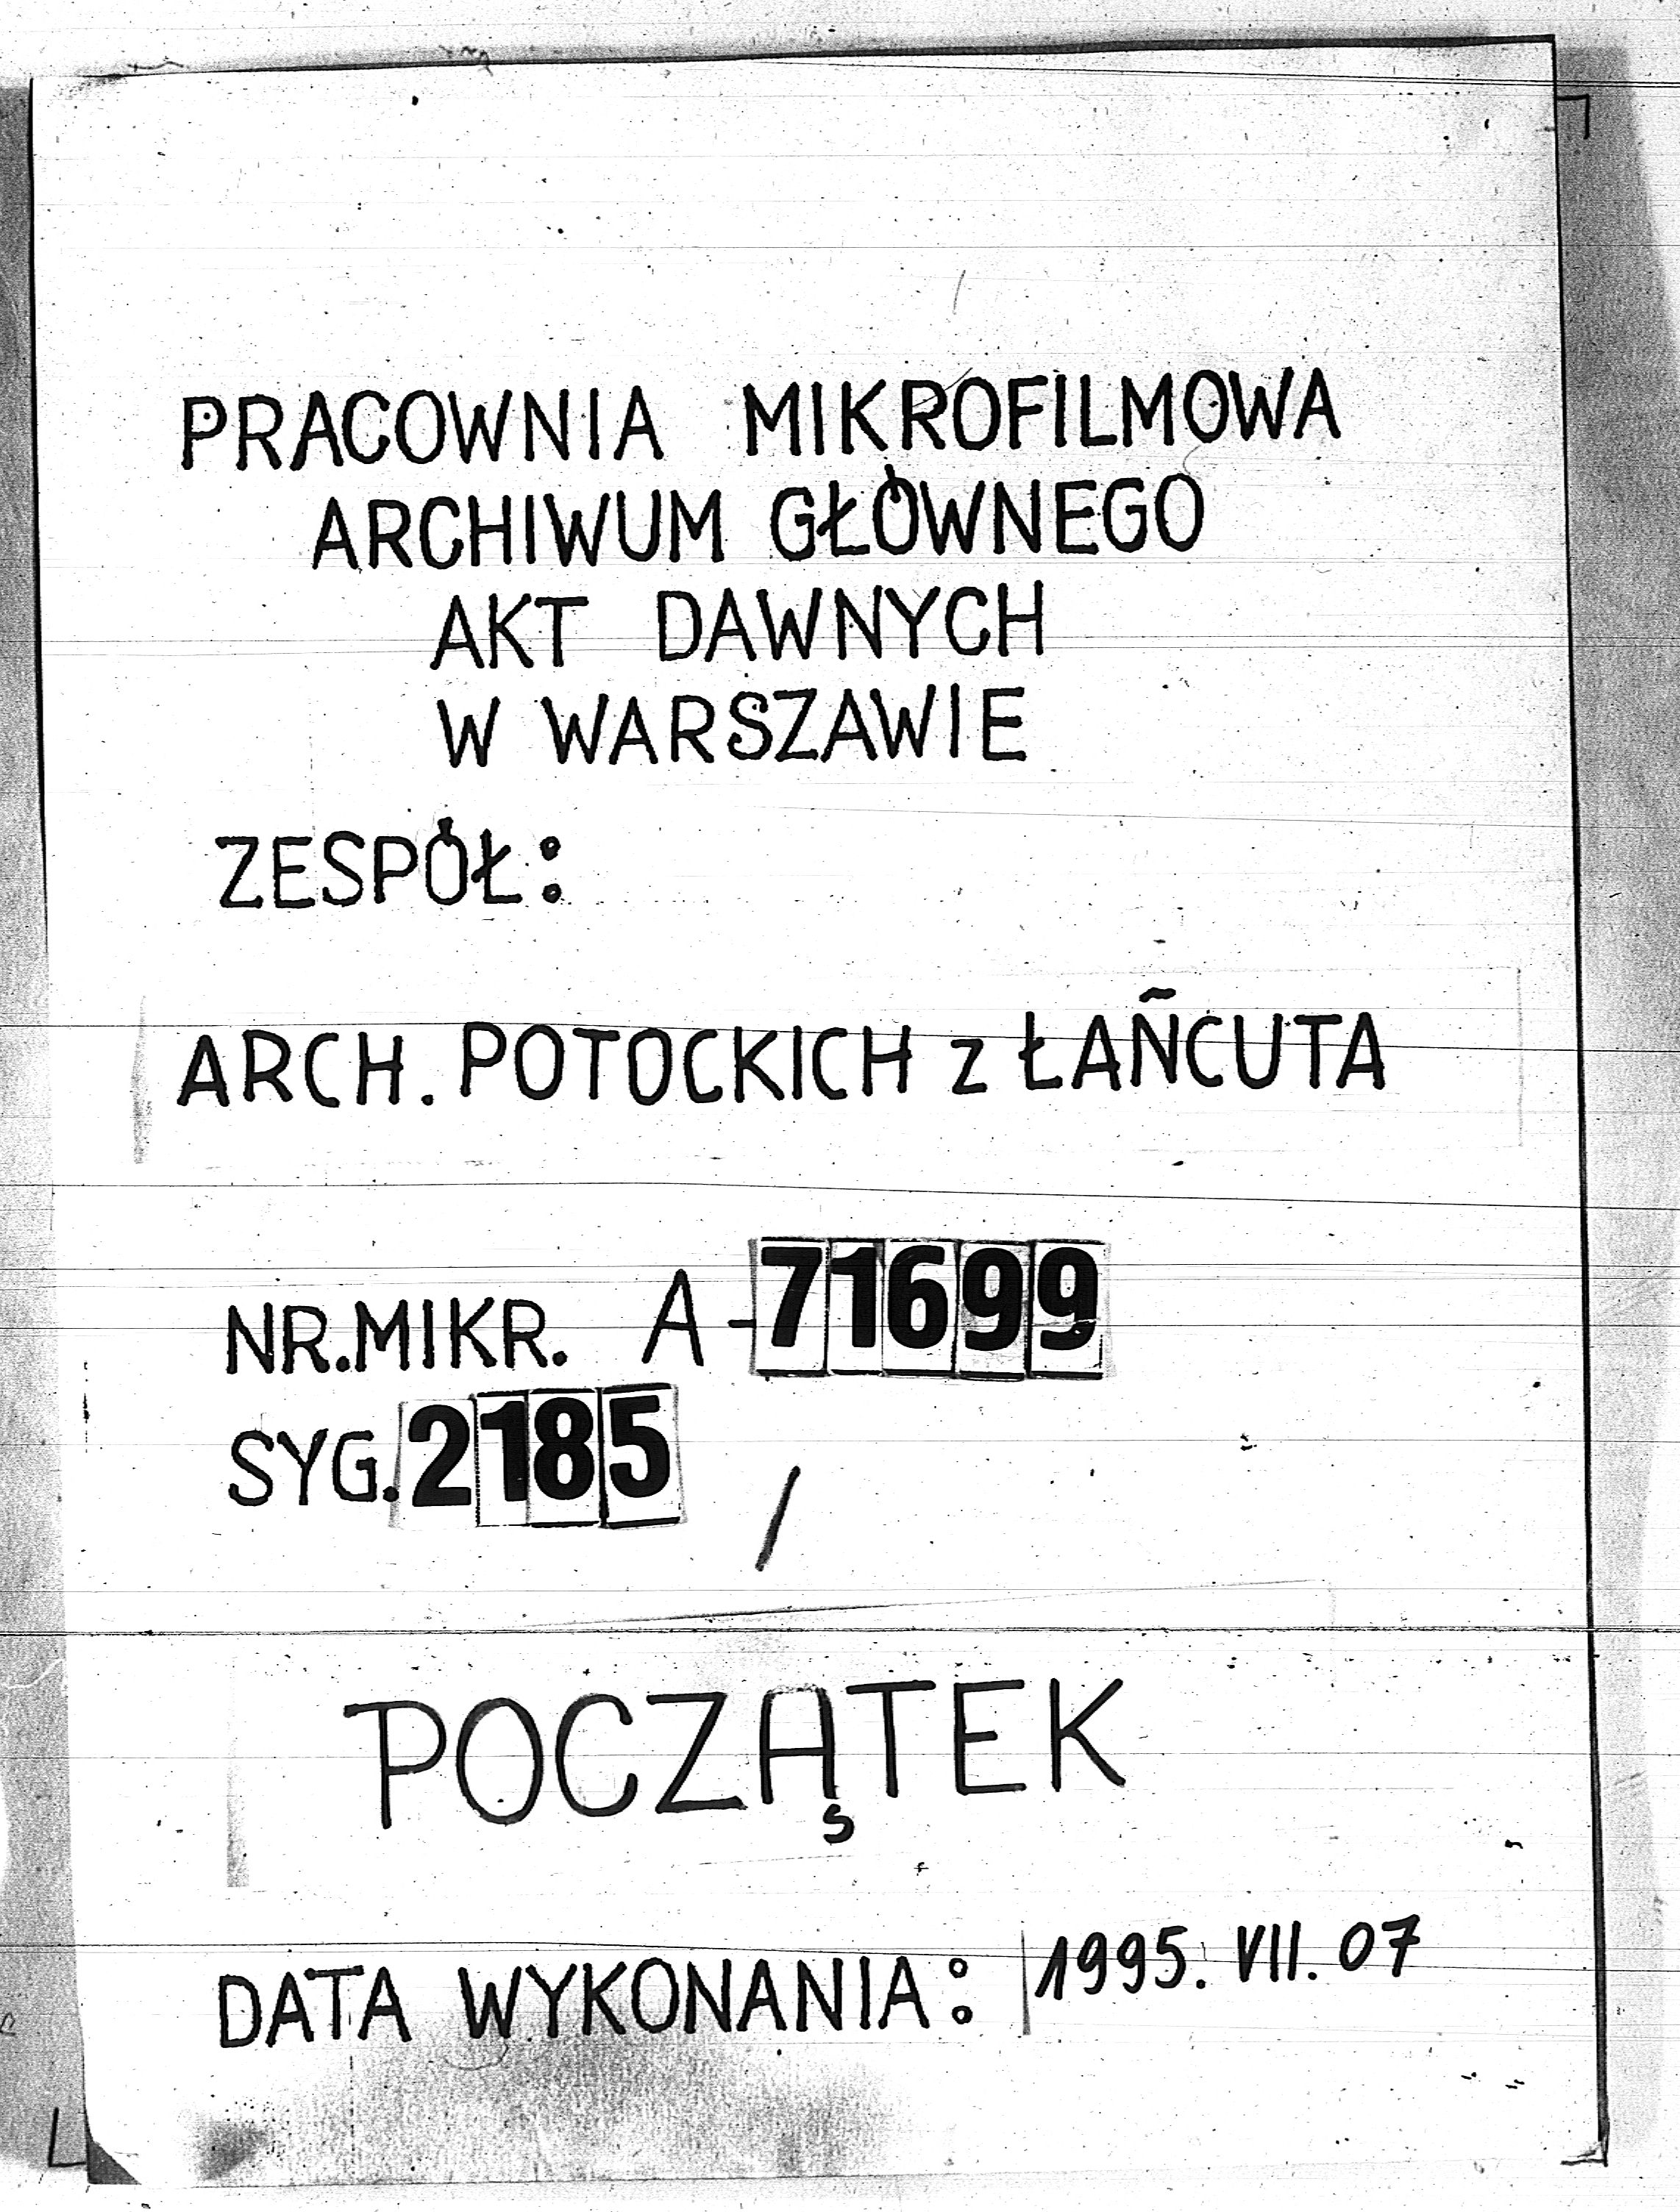 PRACOWNIA MIKROFILMOWA
ARCHIWUM GŁÓWNEGO
AKT DAWNYCH
W WARSZAWIE
ZESPÓŁ:
ARCH. POTOCKICH z ŁAŃCUTA
NR.MIKR. A-71699
SYG.2185 /
POCZĄTEK
DATA WYKONANIA: 1995. VII. 07